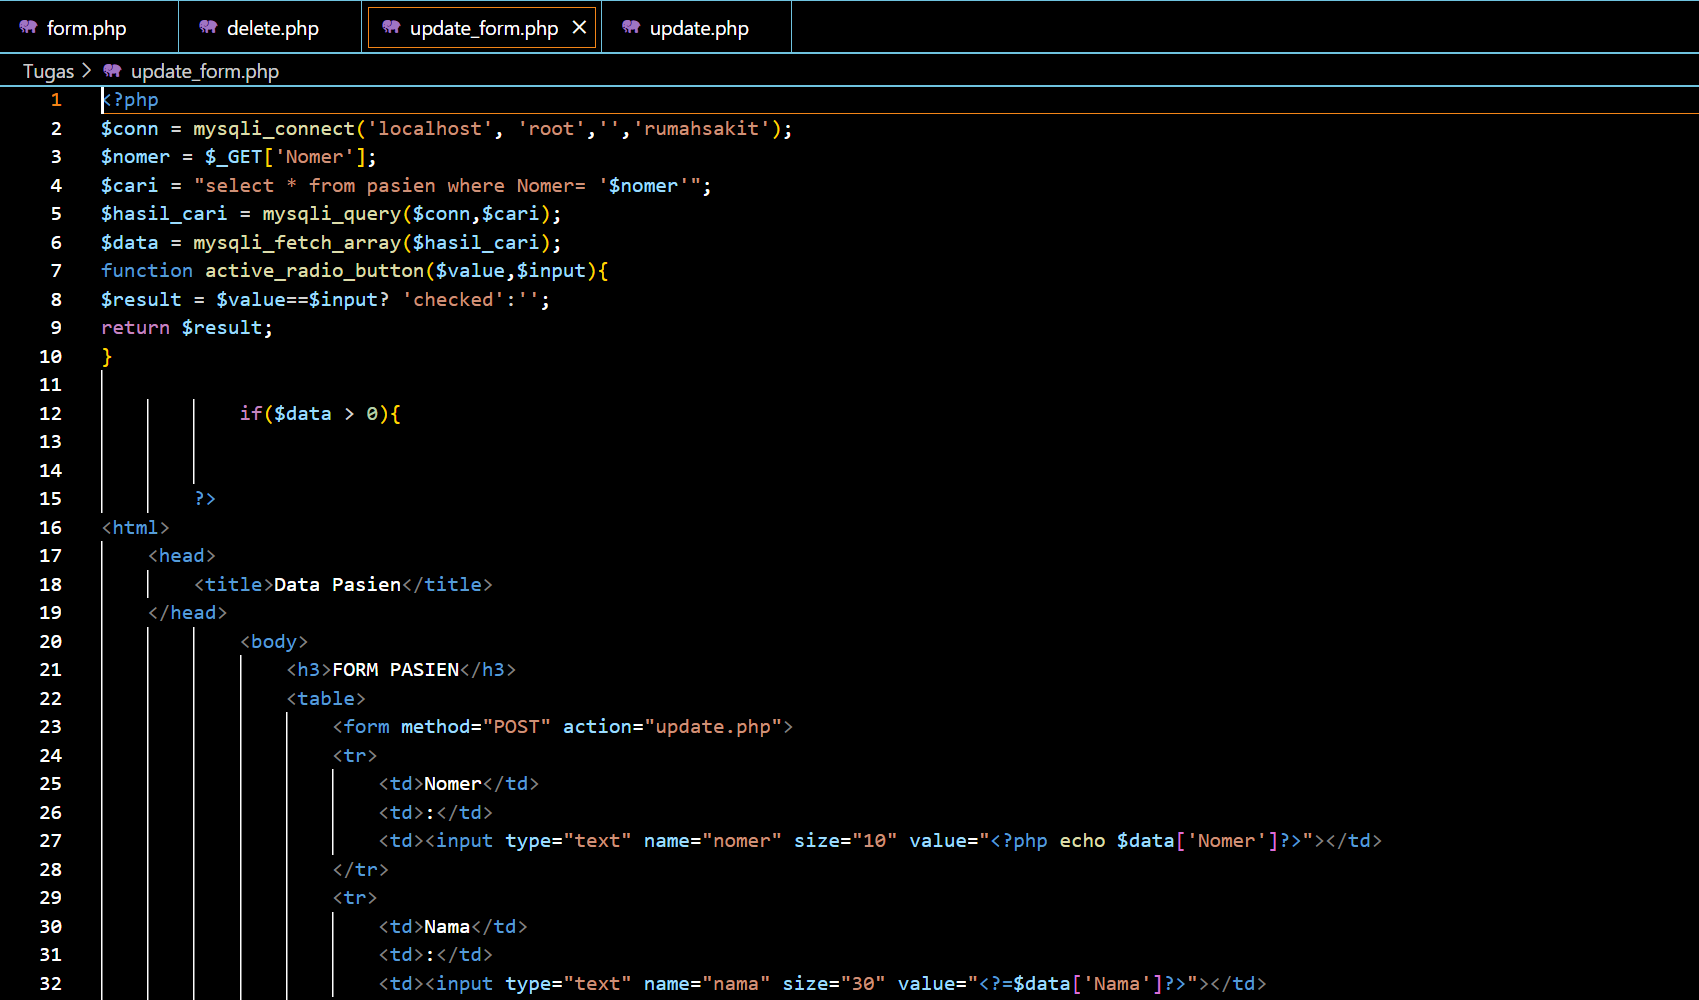 form.php delete.php update_form.php update.php
Tugas > update_form.php
1 <?php
2 $conn = mysqli_connect('localhost', 'root','','rumahsakit');
3 $nomer = $_GET['Nomer'];
4 $cari = "select * from pasien where Nomer= '$nomer'";
5 $hasil_cari = mysqli_query($conn,$cari);
6 $data = mysqli_fetch_array($hasil_cari);
7 function active_radio_button($value,$input){
8 $result = $value==$input? 'checked':'';
9 return $result;
10 }
11
12 if($data > 0){
13
14
15 ?>
16 <html>
17 <head>
18 <title>Data Pasien</title>
19 </head>
20 <body>
21 <h3>FORM PASIEN</h3>
22 <table>
23 <form method="POST" action="update.php">
24 <tr>
25 <td>Nomer</td>
26 <td>:</td>
27 <td><input type="text" name="nomer" size="10" value="<?php echo $data['Nomer']?>"></td>
28 </tr>
29 <tr>
30 <td>Nama</td>
31 <td>:</td>
32 <td><input type="text" name="nama" size="30" value="<?=$data['Nama']?>"></td>